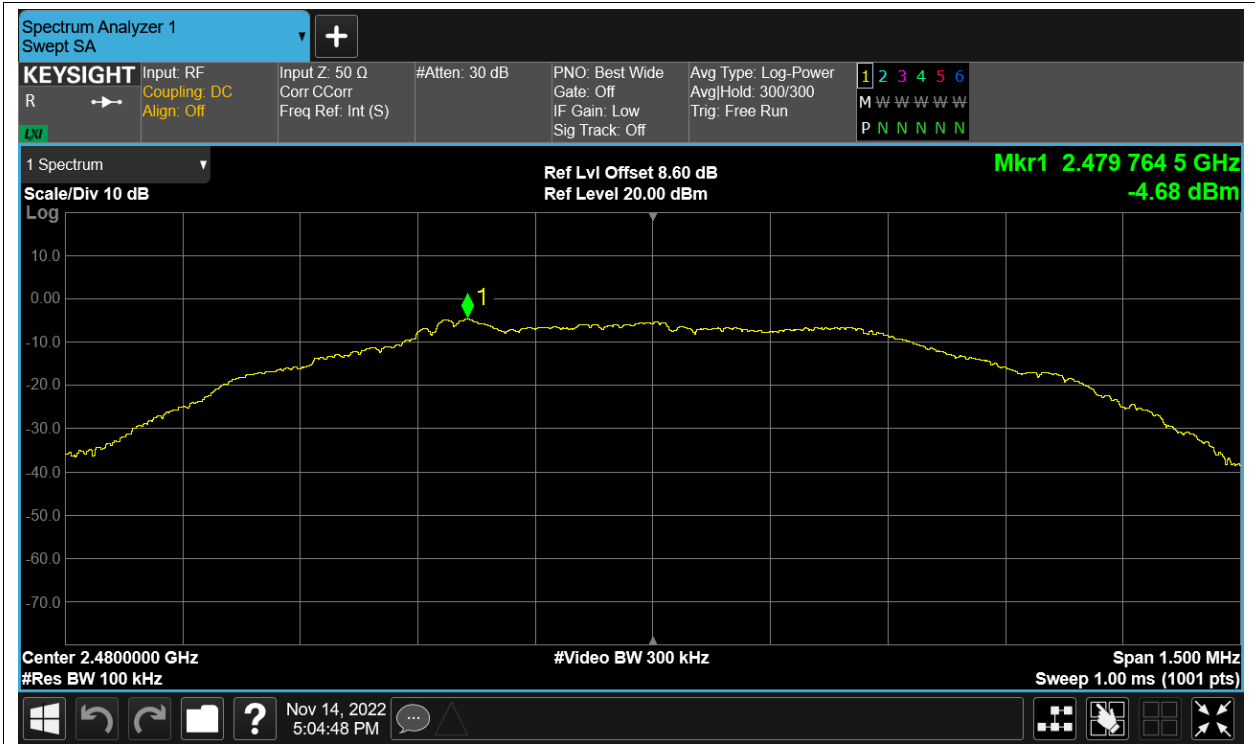 Spectrum Analyzer 1
Swept SA
+
KEYSIGHT
R
LXI
Input: RF
Coupling: DC
Align: Off
Input Z: 50 Ω
Corr CCorr
Freq Ref: Int (S)
#Atten: 30 dB
PNO: Best Wide
Gate: Off
IF Gain: Low
Sig Track: Off
Avg Type: Log-Power
Avg|Hold: 300/300
Trig: Free Run
1 2 3 4 5 6
M W W W W W W
P N N N N N
1 Spectrum
Scale/Div 10 dB
Log
Ref Lvl Offset 8.60 dB
Ref Level 20.00 dBm
Mkr1 2.479 764 5 GHz
-4.68 dBm
10.0
0.00
-10.0
-20.0
-30.0
-40.0
-50.0
-60.0
-70.0
1
Center 2.4800000 GHz
#Res BW 100 kHz
#Video BW 300 kHz
Span 1.500 MHz
Sweep 1.00 ms (1001 pts)
?
Nov 14, 2022
5:04:48 PM